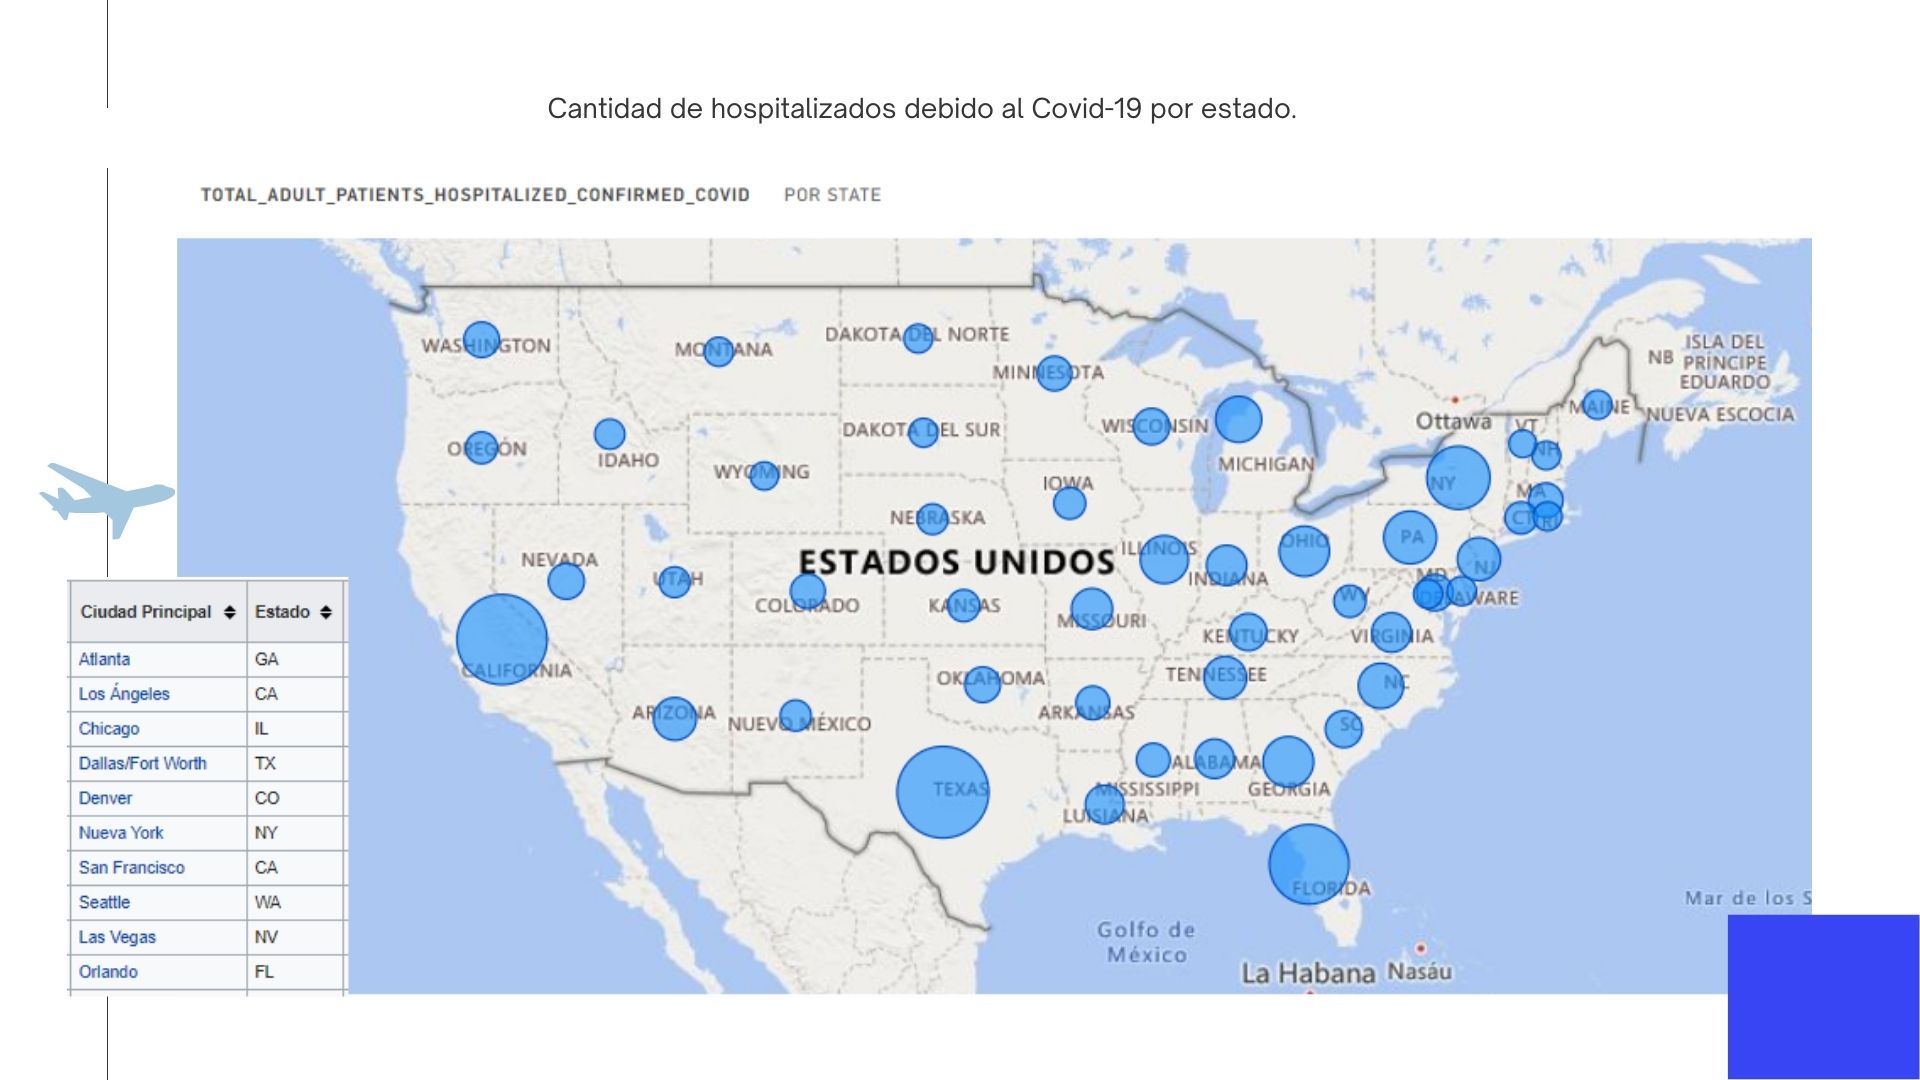 Cantidad de hospitalizados debido al Covid-19 por estado.
TOTAL_ADULT_PATIENTS_HOSPITALIZED_CONFIRMED_COVID POR STATE
WASHINGTON
MONTANA
DAKOTA DEL NORTE
MINNESOTA
ISLA DEL
PRÍNCIPE
EDUARDO
NB
MAINE
NUEVA ESCOCIA
OREGÓN
IDAHO
WYOMING
DAKOTA DEL SUR
WISCONSIN
MICHIGAN
Ottawa
VT
NH
NY
MA
CT
RI
IOWA
NEBRASKA
NEVADA
UTAH
COLORADO
ESTADOS UNIDOS
KANSAS
ILLINOIS
INDIANA
OHIO
PA
NJ
MD
DELAWARE
WV
MISSOURI
KENTUCKY
VIRGINIA
CALIFORNIA
ARIZONA
NUEVO MÉXICO
OKLAHOMA
ARKANSAS
TENNESSEE
NC
SC
TEXAS
MISSISSIPPI
ALABAMA
GEORGIA
LUISIANA
FLORIDA
Golfo de
México
La Habana
Nasáu
Mar de los S
Ciudad Principal Estado
Atlanta GA
Los Ángeles CA
Chicago IL
Dallas/Fort Worth TX
Denver CO
Nueva York NY
San Francisco CA
Seattle WA
Las Vegas NV
Orlando FL